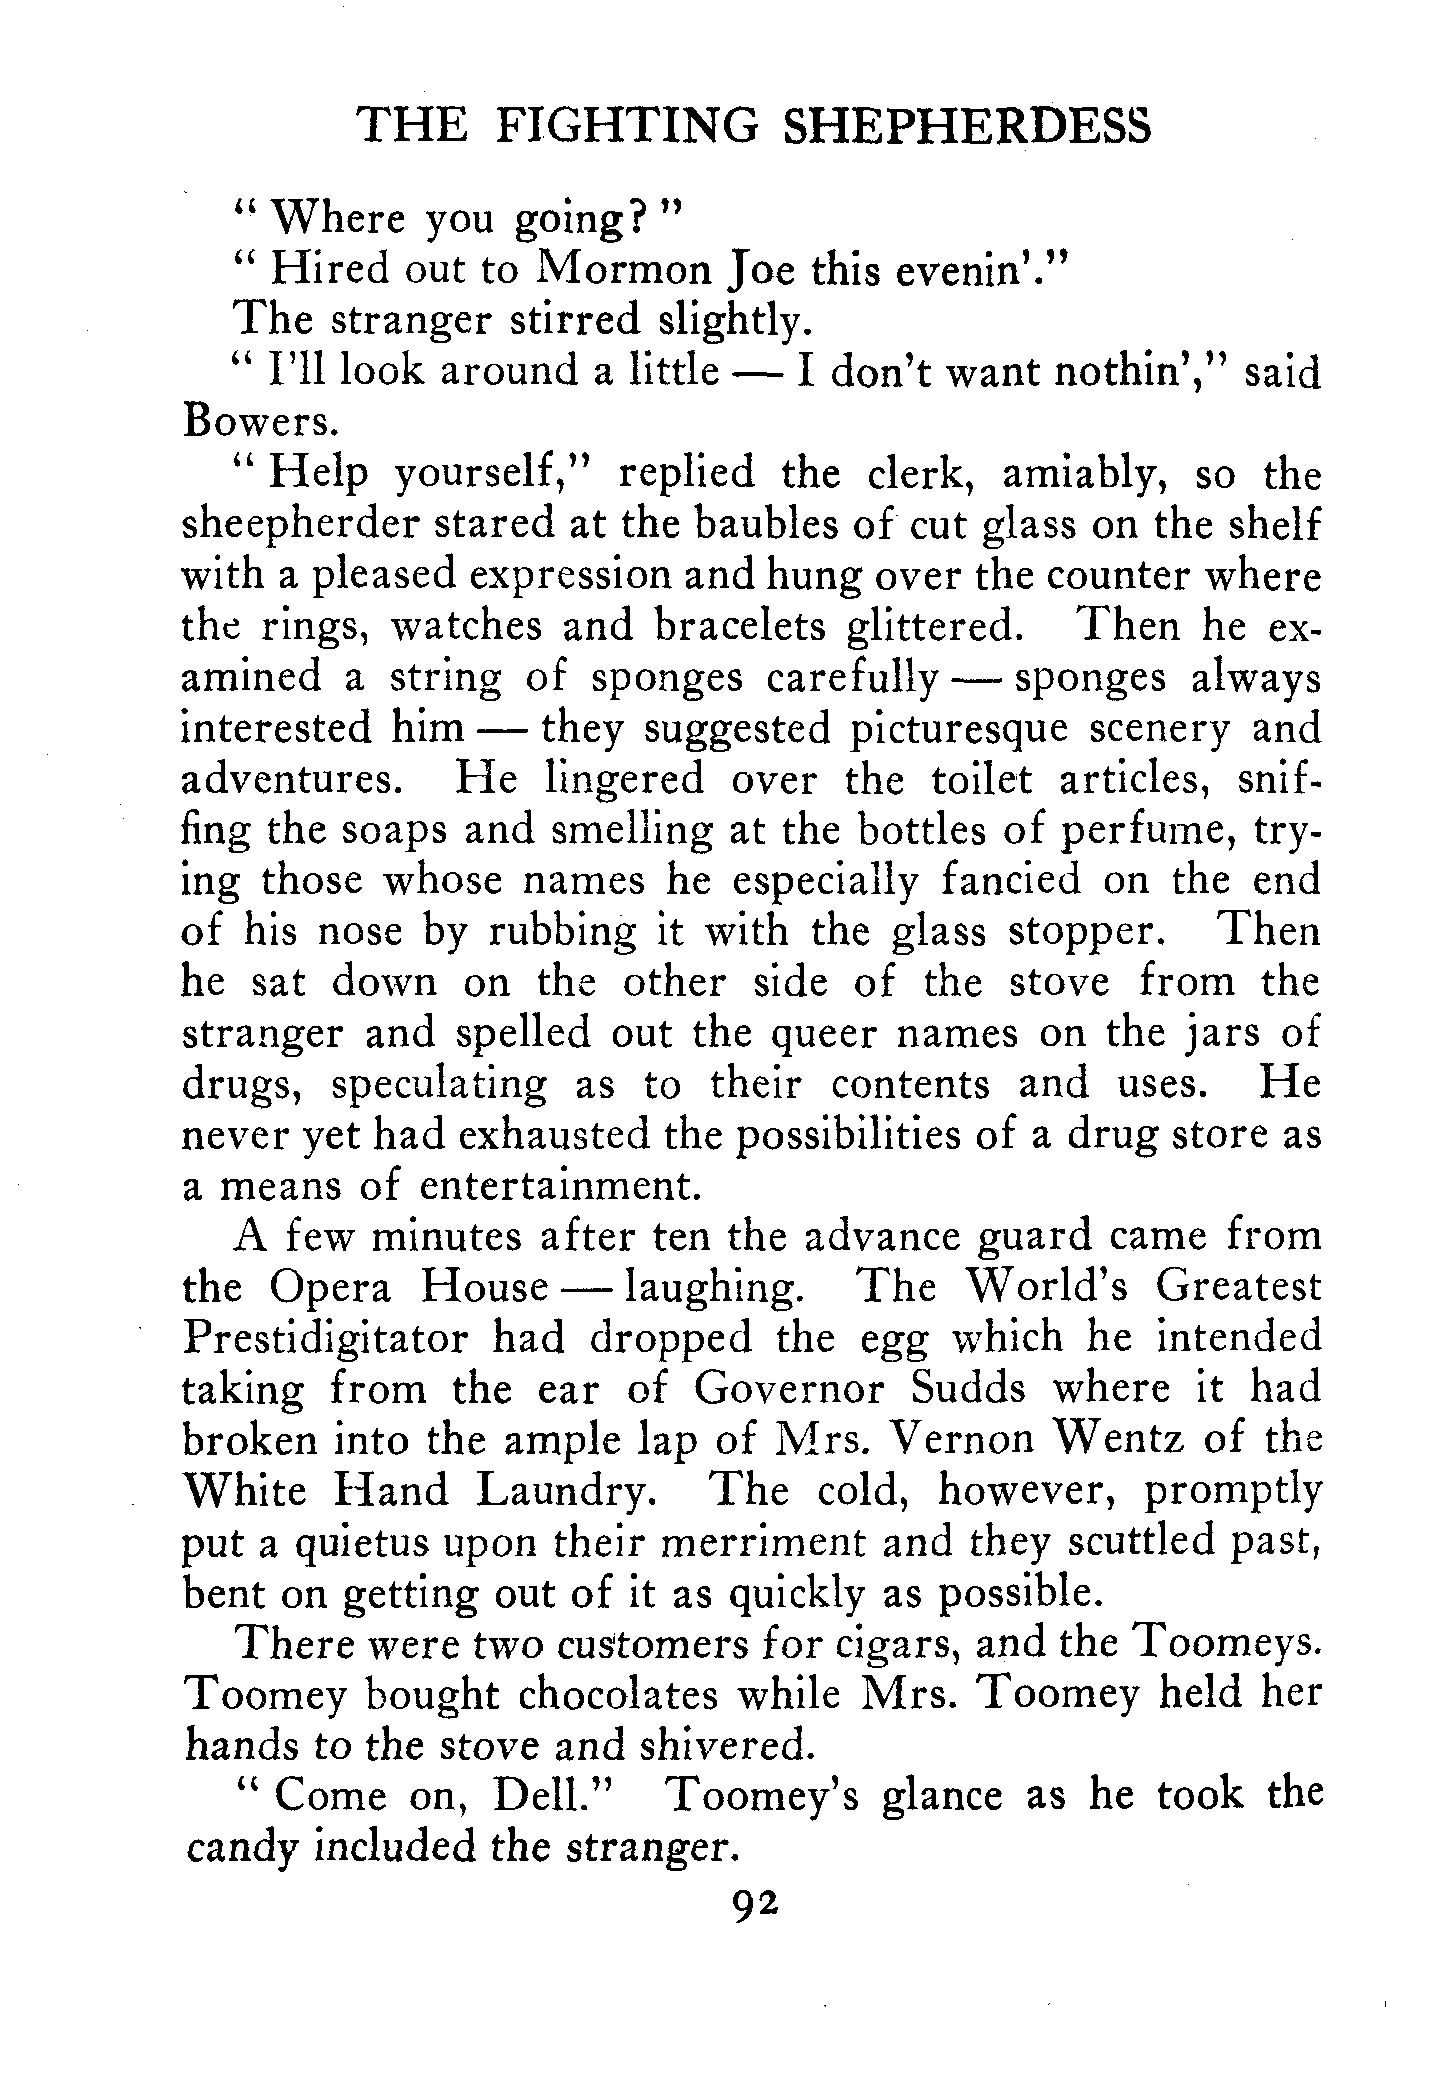 THE FIGHTING SHEPHERDESS
" Where you going? "
" Hired out to Mormon Joe this evenin'."
The stranger stirred slightly.
" I'll look around a little — I don't want nothin'," said
Bowers.
" Help yourself," replied the clerk, amiably, so the
sheepherder stared at the baubles of cut glass on the shelf
with a pleased expression and hung over the counter where
the rings, watches and bracelets glittered. Then he ex-
amined a string of sponges carefully — sponges always
interested him — they suggested picturesque scenery and
adventures. He lingered over the toilet articles, snif-
fing the soaps and smelling at the bottles of perfume, try-
ing those whose names he especially fancied on the end
of his nose by rubbing it with the glass stopper. Then
he sat down on the other side of the stove from the
stranger and spelled out the queer names on the jars of
drugs, speculating as to their contents and uses. He
never yet had exhausted the possibilities of a drug store as
a means of entertainment.
A few minutes after ten the advance guard came from
the Opera House — laughing. The World's Greatest
Prestidigitator had dropped the egg which he intended
taking from the ear of Governor Sudds where it had
broken into the ample lap of Mrs. Vernon Wentz of the
White Hand Laundry. The cold, however, promptly
put a quietus upon their merriment and they scuttled past,
bent on getting out of it as quickly as possible.
There were two customers for cigars, and the Toomeys.
Toomey bought chocolates while Mrs. Toomey held her
hands to the stove and shivered.
" Come on, Dell." Toomey's glance as he took the
candy included the stranger.
92